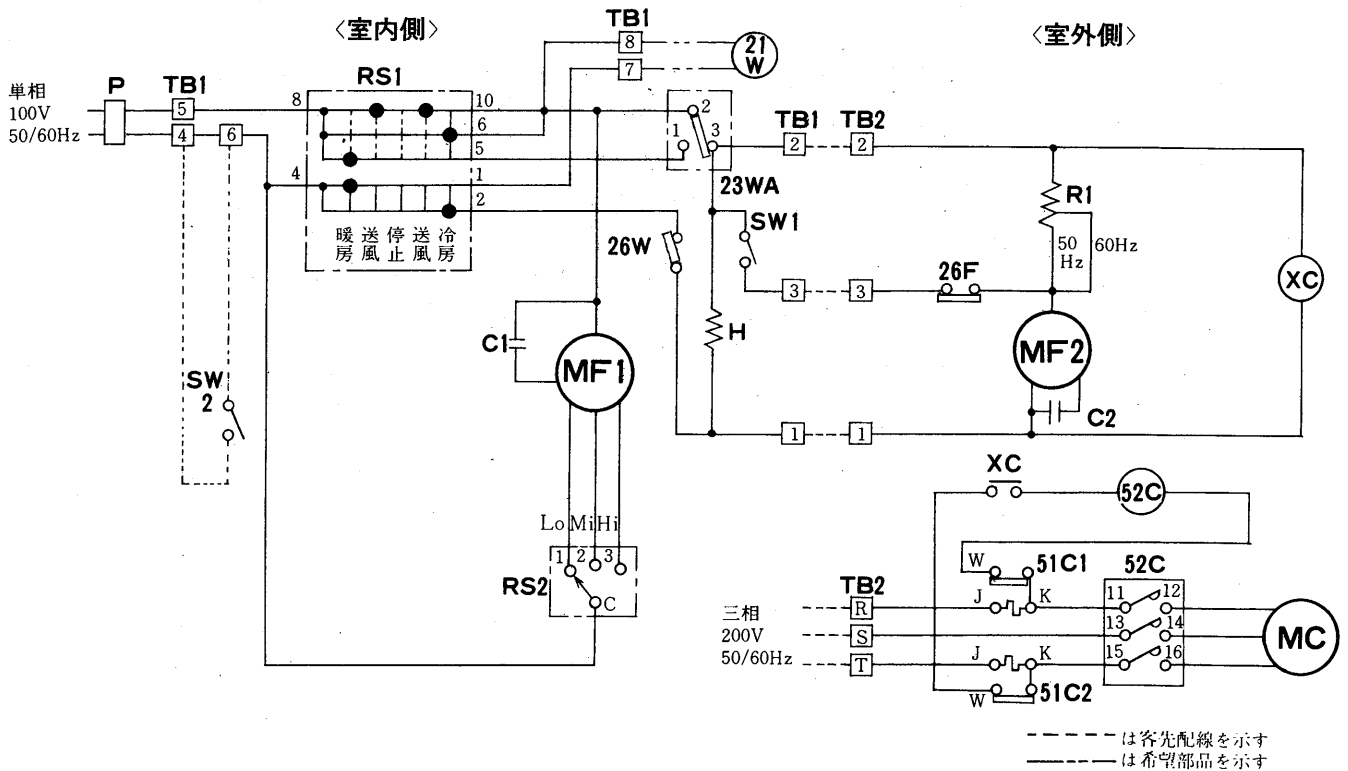 〈室内側〉
〈室外側〉
単相
100V
50/60Hz
P
TB1
5
4
6
RS1
8
4
10
6
5
1
2
暖房
送風
停止
送風
冷房
TB1
8
7
21
W
2
1
3
23WA
TB1
TB2
2
2
SW1
26W
3
3
26F
R1
50
Hz
60Hz
XC
H
C1
MF1
MF2
C2
SW
2
1
1
Lo
Mi
Hi
1
2
3
RS2
C
XC
52C
W
51C1
52C
三相
200V
50/60Hz
TB2
R
S
T
J
K
J
K
11
12
13
14
15
16
MC
W
51C2
は客先配線を示す
は希望部品を示す